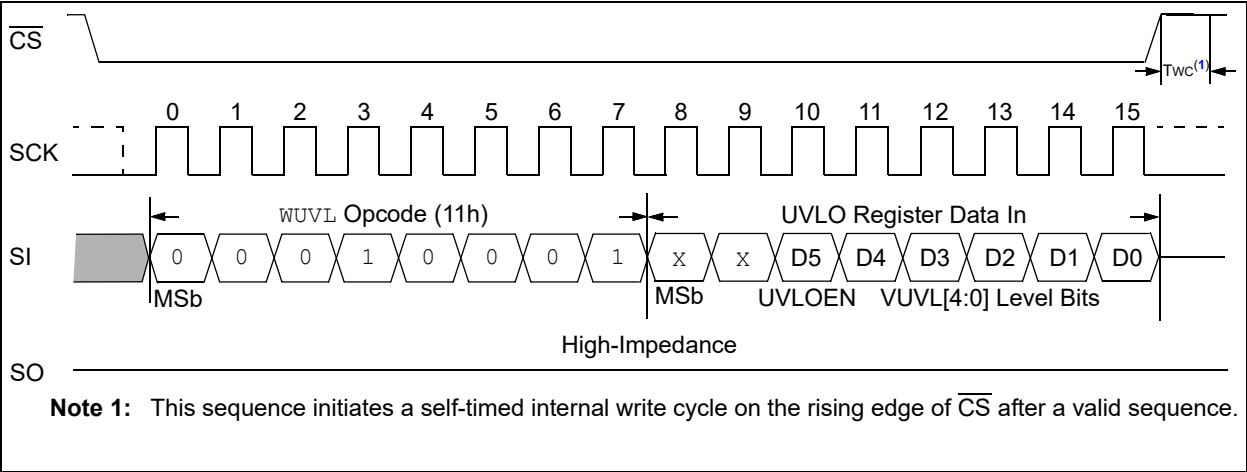 CS
TWC(1)
0 1 2 3 4 5 6 7 8 9 10 11 12 13 14 15
SCK
WUVL Opcode (11h) UVLO Register Data In
SI 0 0 0 1 0 0 0 1 X X D5 D4 D3 D2 D1 D0
MSb MSb UVLOEN VUVL[4:0] Level Bits
High-Impedance
SO
Note 1: This sequence initiates a self-timed internal write cycle on the rising edge of CS after a valid sequence.